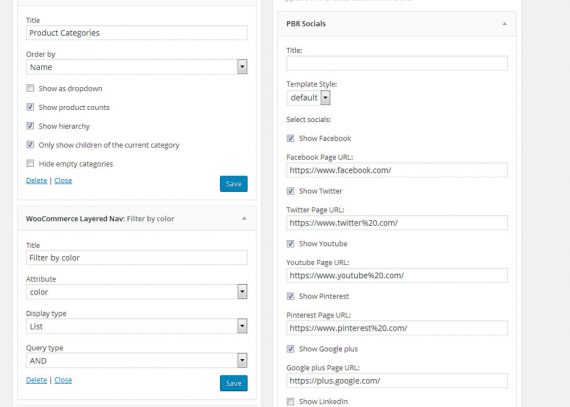 Title
Product Categories
Order by
Name
Show as dropdown
Show product counts
Show hierarchy
Only show children of the current category
Hide empty categories
Delete | Close
Save
WooCommerce Layered Nav: Filter by color
Title
Filter by color
Attribute
color
Display type
List
Query type
AND
Delete | Close
Save
PBR Socials
Title:
Template Style:
default
Select socials:
Show Facebook
Facebook Page URL:
https://www.facebook.com/
Show Twitter
Twitter Page URL:
https://www.twitter%20.com/
Show Youtube
Youtube Page URL:
https://www.youtube%20.com/
Show Pinterest
Pinterest Page URL:
https://www.pinterest%20.com/
Show Google plus
Google plus Page URL:
https://plus.google.com/
Show LinkedIn